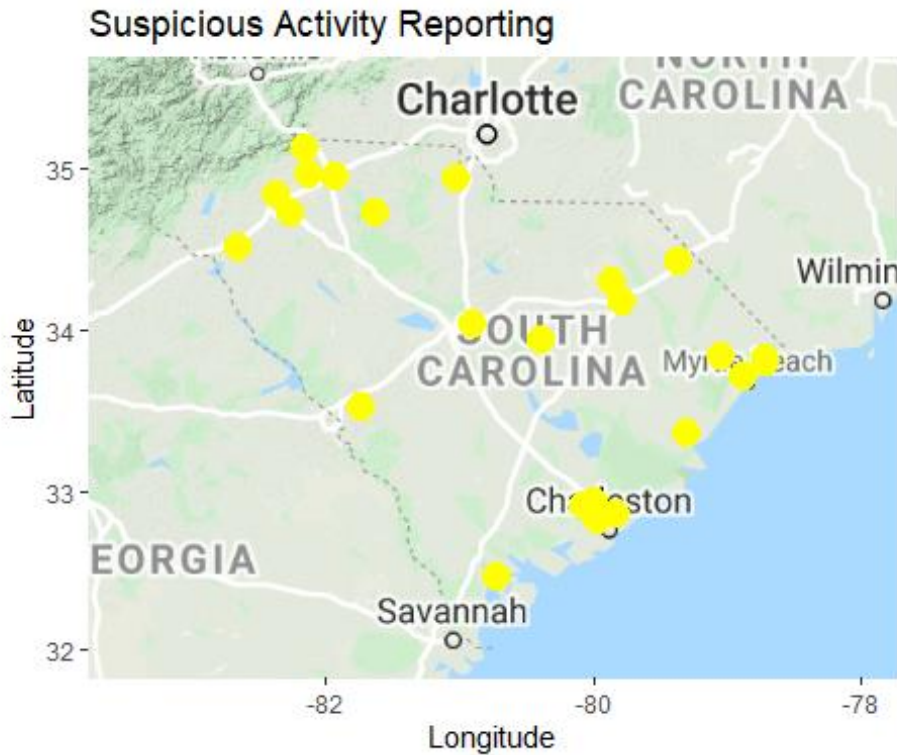 Suspicious Activity Reporting
NORTH
Charlotte
CAROLINA
35
Wilmin
Latitude
34
SOUTH
Myrtle Beach
CAROLINA
33
Charleston
EORGIA
Savannah
32
-82
-80
-78
Longitude